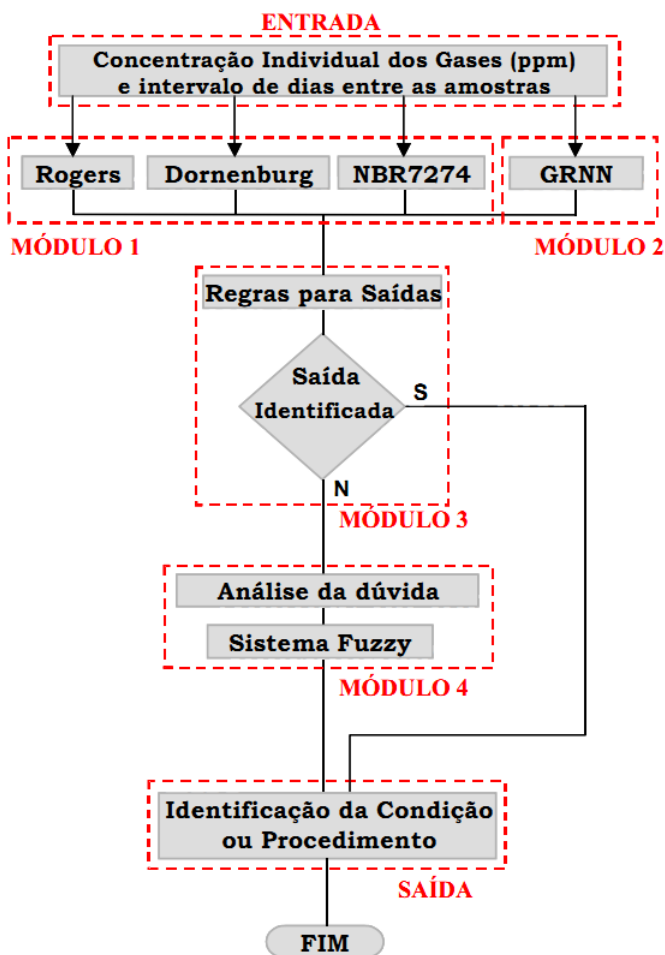 ENTRADA
Concentração Individual dos Gases (ppm)
e intervalo de dias entre as amostras
Rogers
Dornenburg
NBR7274
GRNN
MÓDULO 1
MÓDULO 2
Regras para Saídas
Saída
Identificada
S
N
MÓDULO 3
Análise da dúvida
Sistema Fuzzy
MÓDULO 4
Identificação da Condição
ou Procedimento
SAÍDA
FIM